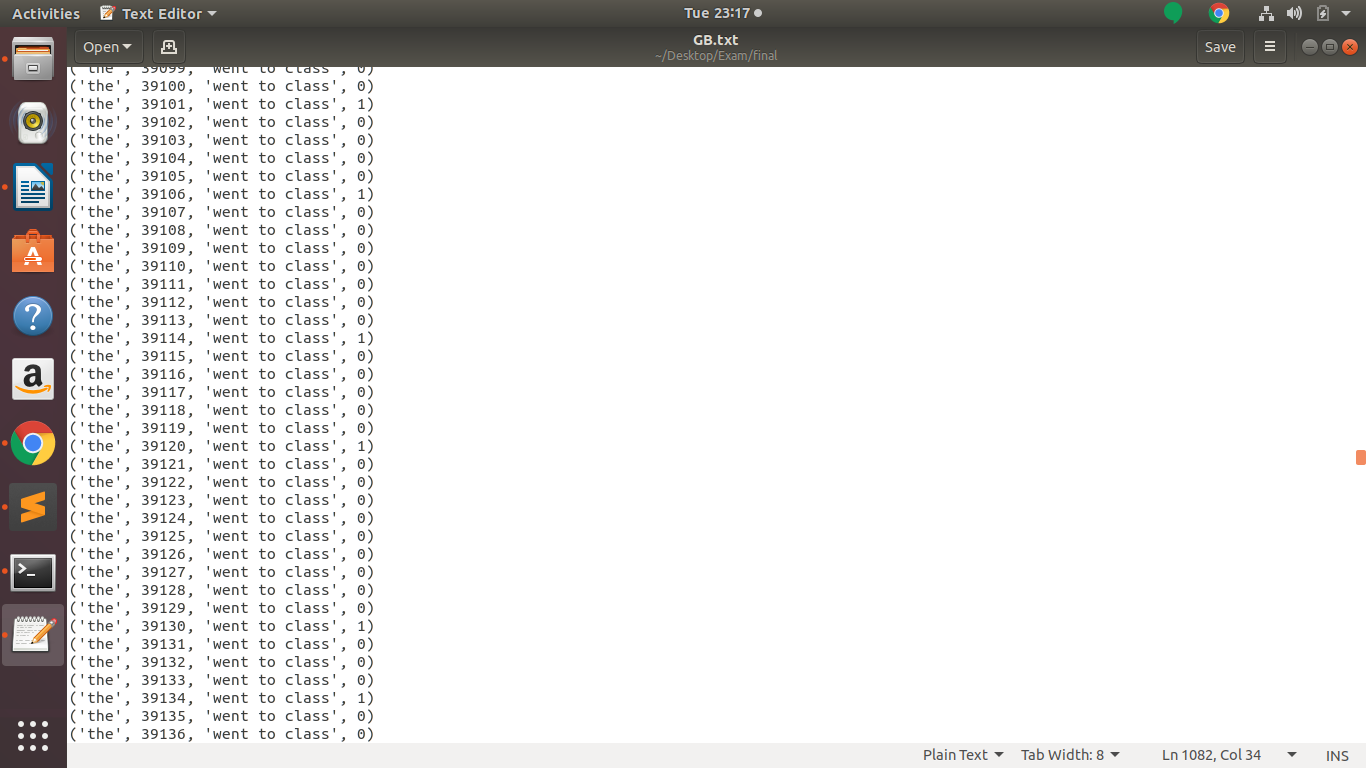 Activities Text Editor Tue 23:17
Open GB.txt Save
~/Desktop/Exam/final
('the', 39099, 'went to class', 0)
('the', 39100, 'went to class', 0)
('the', 39101, 'went to class', 1)
('the', 39102, 'went to class', 0)
('the', 39103, 'went to class', 0)
('the', 39104, 'went to class', 0)
('the', 39105, 'went to class', 0)
('the', 39106, 'went to class', 1)
('the', 39107, 'went to class', 0)
('the', 39108, 'went to class', 0)
('the', 39109, 'went to class', 0)
('the', 39110, 'went to class', 0)
('the', 39111, 'went to class', 0)
('the', 39112, 'went to class', 0)
('the', 39113, 'went to class', 0)
('the', 39114, 'went to class', 1)
('the', 39115, 'went to class', 0)
('the', 39116, 'went to class', 0)
('the', 39117, 'went to class', 0)
('the', 39118, 'went to class', 0)
('the', 39119, 'went to class', 0)
('the', 39120, 'went to class', 1)
('the', 39121, 'went to class', 0)
('the', 39122, 'went to class', 0)
('the', 39123, 'went to class', 0)
('the', 39124, 'went to class', 0)
('the', 39125, 'went to class', 0)
('the', 39126, 'went to class', 0)
('the', 39127, 'went to class', 0)
('the', 39128, 'went to class', 0)
('the', 39129, 'went to class', 0)
('the', 39130, 'went to class', 1)
('the', 39131, 'went to class', 0)
('the', 39132, 'went to class', 0)
('the', 39133, 'went to class', 0)
('the', 39134, 'went to class', 1)
('the', 39135, 'went to class', 0)
('the', 39136, 'went to class', 0)
Plain Text Tab Width: 8 Ln 1082, Col 34 INS